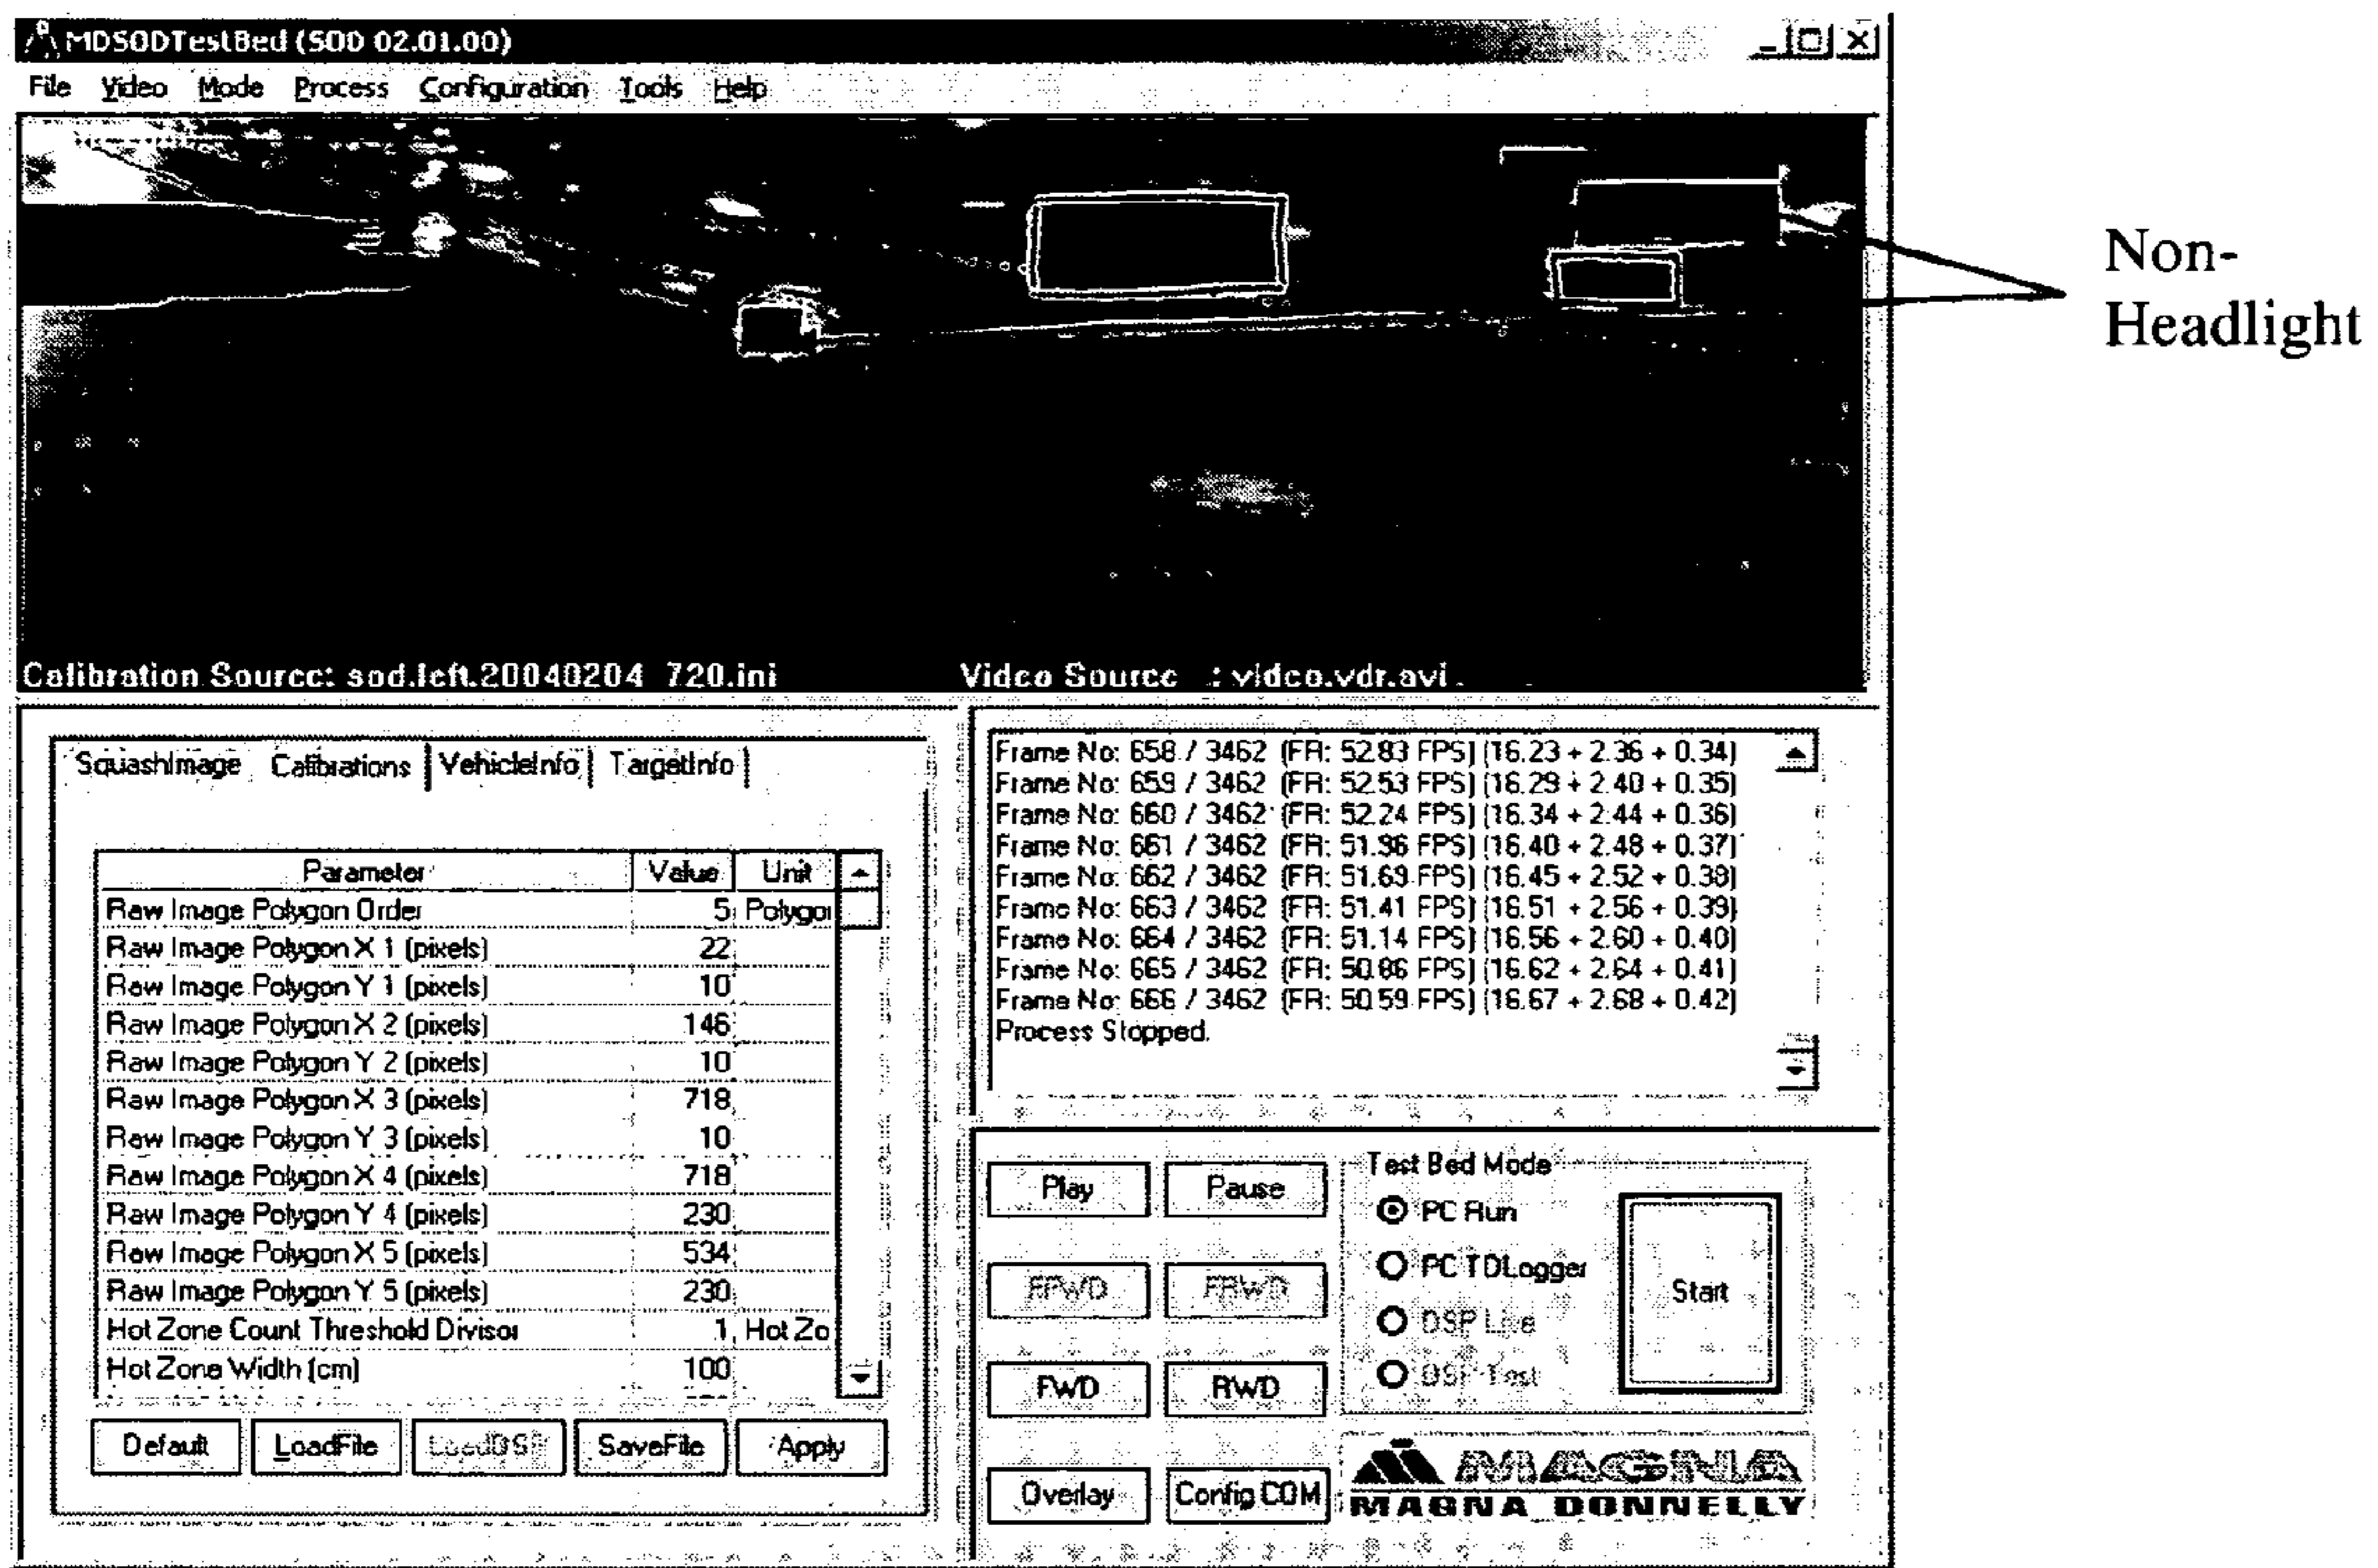 MDSODTestBed (SOD 02.01.00)
File Video Mode Process Configuration Tools Help
Non-
Headlight
Calibration Source: sod.left.20040204_720.ini
Video Source : video.vdr.avi
SquashImage Calibrations VehicleInfo TargetInfo
Parameter Value Unit
Raw Image Polygon Order 5 Polygon
Raw Image Polygon X 1 (pixels) 22
Raw Image Polygon Y 1 (pixels) 10
Raw Image Polygon X 2 (pixels) 146
Raw Image Polygon Y 2 (pixels) 10
Raw Image Polygon X 3 (pixels) 718
Raw Image Polygon Y 3 (pixels) 10
Raw Image Polygon X 4 (pixels) 718
Raw Image Polygon Y 4 (pixels) 230
Raw Image Polygon X 5 (pixels) 534
Raw Image Polygon Y 5 (pixels) 230
Hot Zone Count Threshold Divisor 1 Hot Zo
Hot Zone Width (cm) 100
Default LoadFile LoadDSP SaveFile Apply
Frame No: 658 / 3462 (FR: 52.83 FPS) (16.23 + 2.36 + 0.34)
Frame No: 659 / 3462 (FR: 52.53 FPS) (16.29 + 2.40 + 0.35)
Frame No: 660 / 3462 (FR: 52.24 FPS) (16.34 + 2.44 + 0.36)
Frame No: 661 / 3462 (FR: 51.96 FPS) (16.40 + 2.48 + 0.37)
Frame No: 662 / 3462 (FR: 51.69 FPS) (16.45 + 2.52 + 0.38)
Frame No: 663 / 3462 (FR: 51.41 FPS) (16.51 + 2.56 + 0.39)
Frame No: 664 / 3462 (FR: 51.14 FPS) (16.56 + 2.60 + 0.40)
Frame No: 665 / 3462 (FR: 50.86 FPS) (16.62 + 2.64 + 0.41)
Frame No: 666 / 3462 (FR: 50.59 FPS) (16.67 + 2.68 + 0.42)
Process Stopped.
Play Pause
FFWD FRWD
FWD RWD
Overlay Config COM
Test Bed Mode
PC Run
PC TDLogger
DSP Live
DSP Test
Start
MAGNA
MAGNA DONNELLY